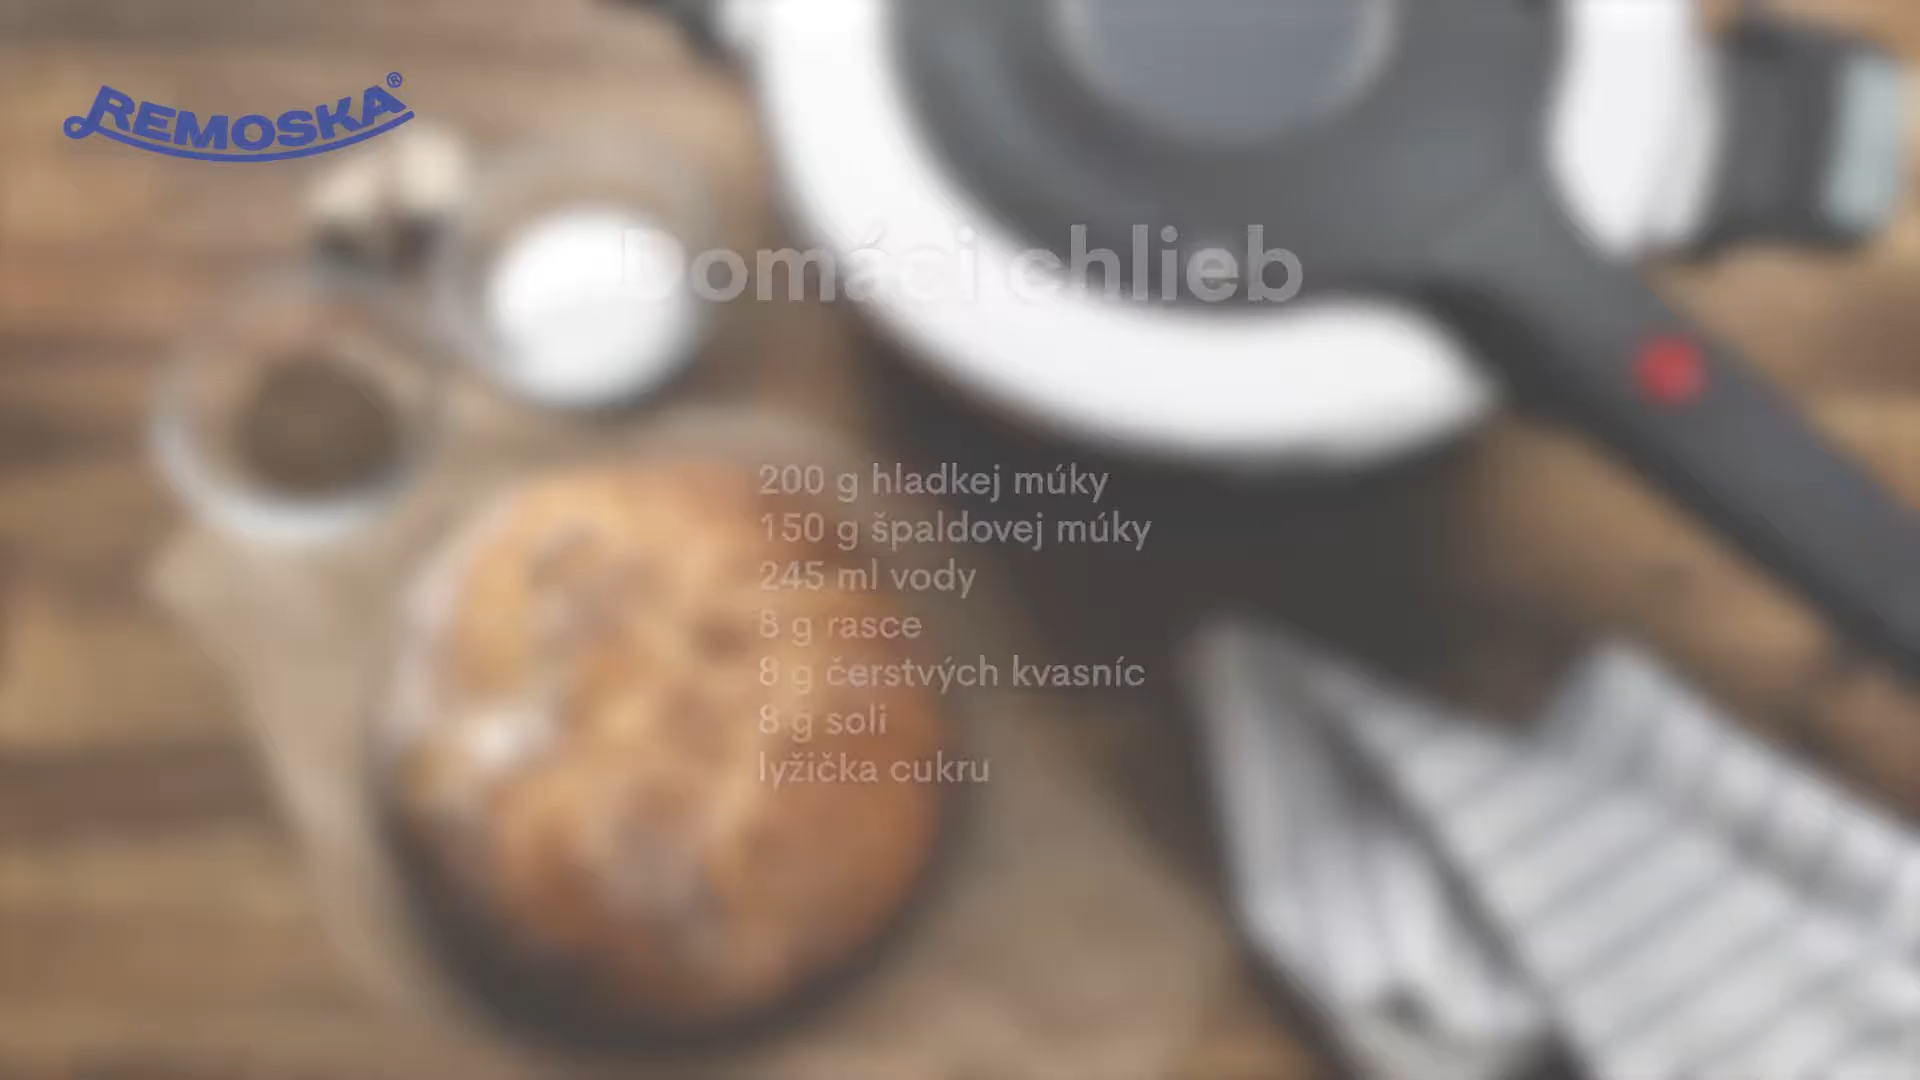 REMOSKA®
Domáci chlieb
200 g hladkej múky
150 g špaldovej múky
245 ml vody
8 g rasce
8 g čerstvých kvasníc
8 g soli
lyžička cukru